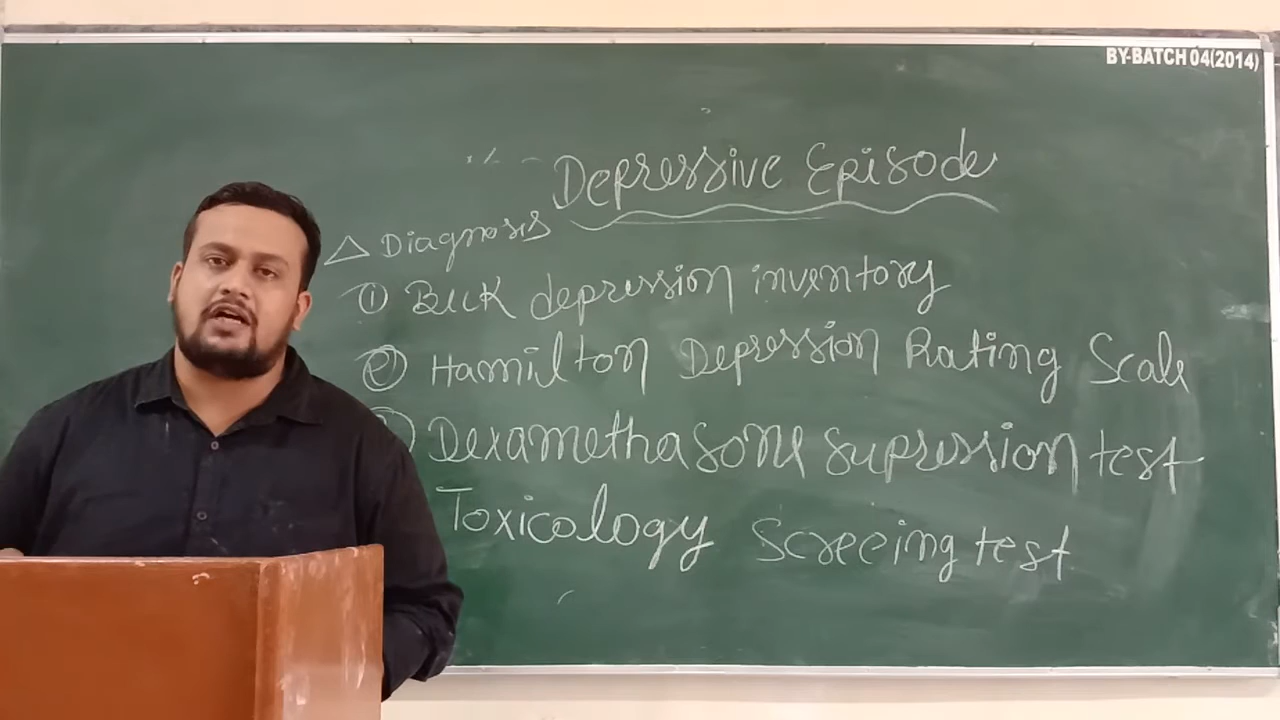 BY-BATCH 04(2014)
Depressive Episode
△ Diagnosis
① Beck depression inventory
② Hamilton Depression Rating Scale
Dexamethasone Supression test
Toxicology Screeing test